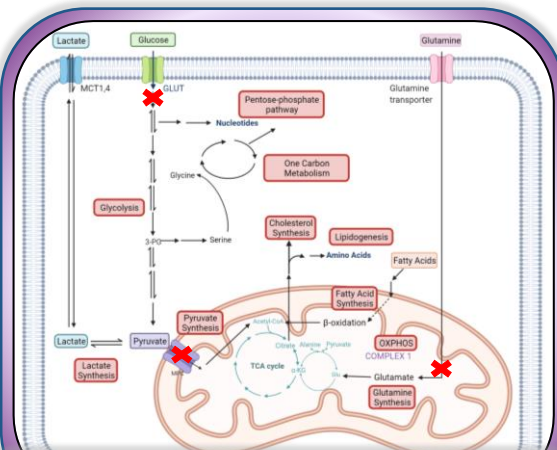 Lactate
Glucose
Glutamine
MCT1,4
GLUT
Glutamine
transporter
Pentose-phosphate
pathway
Nucleotides
One Carbon
Metabolism
Glycine
Glycolysis
Cholesterol
Synthesis
Lipidogenesis
3-PG
Serine
Amino Acids
Fatty Acids
Fatty Acid
Synthesis
Pyruvate
Synthesis
Acetyl-CoA
β-oxidation
Lactate
Pyruvate
OXPHOS
COMPLEX 1
Citrate
Alanine
Pyruvate
Lactate
Synthesis
TCA cycle
α-KG
Glu
Glutamate
Glutamine
Synthesis